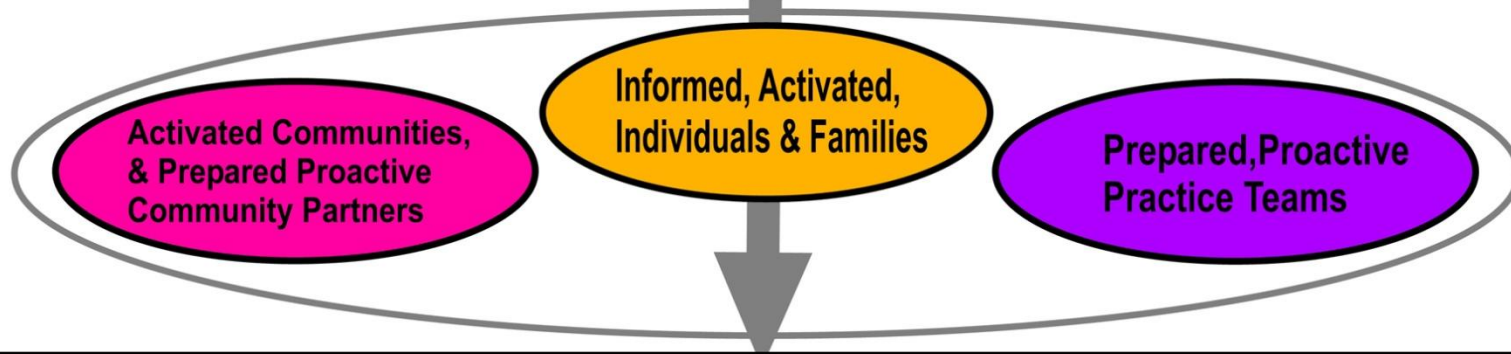 Activated Communities,
& Prepared Proactive
Community Partners
Informed, Activated,
Individuals & Families
Prepared,Proactive
Practice Teams